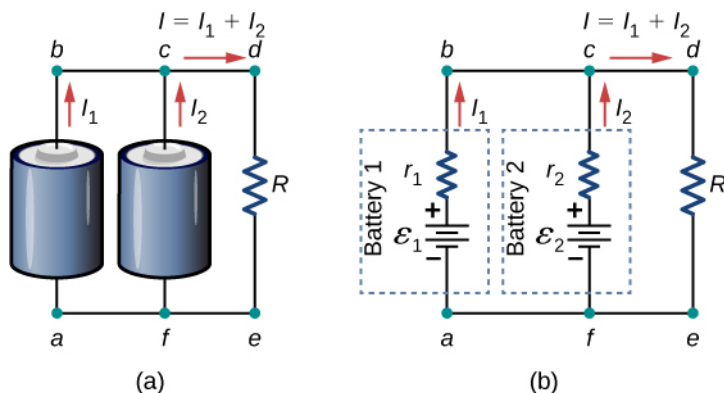 I = I₁ + I₂
b c d
I₁ I₂
R
a f e
(a)
I = I₁ + I₂
b c d
I₁ I₂
Battery 1 r₁ + ε₁ −
Battery 2 r₂ + ε₂ −
R
a f e
(b)